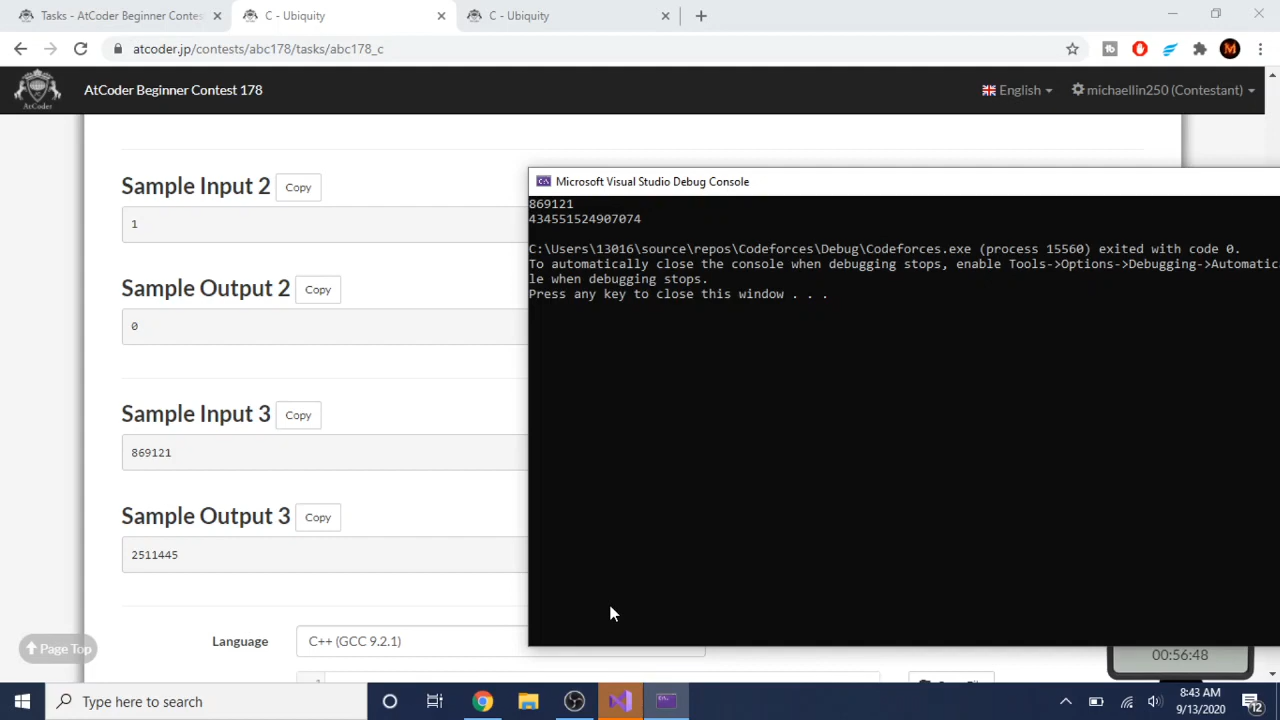 Tasks - AtCoder Beginner Contes
C - Ubiquity
C - Ubiquity
atcoder.jp/contests/abc178/tasks/abc178_c
AtCoder
AtCoder Beginner Contest 178
English
michaellin250 (Contestant)
Sample Input 2
Copy
1
Sample Output 2
Copy
0
Sample Input 3
Copy
869121
Sample Output 3
Copy
2511445
Language
C++ (GCC 9.2.1)
Page Top
Microsoft Visual Studio Debug Console
869121
434551524907074
C:\Users\13016\source\repos\Codeforces\Debug\Codeforces.exe (process 15560) exited with code 0.
To automatically close the console when debugging stops, enable Tools->Options->Debugging->Automatic
le when debugging stops.
Press any key to close this window . . .
00:56:48
Type here to search
8:43 AM
9/13/2020
12